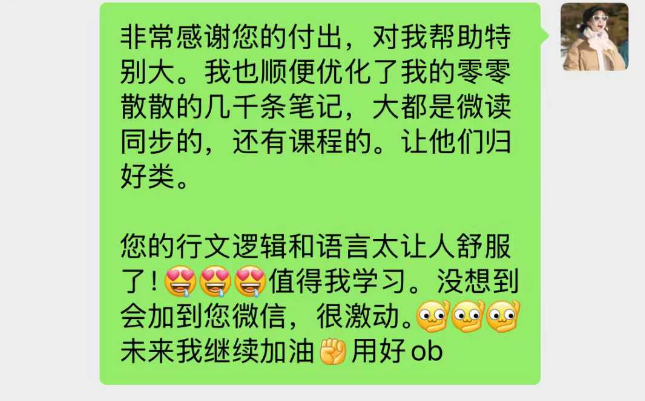 非常感谢您的付出，对我帮助特
别大。我也顺便优化了我的零零
散散的几千条笔记，大都是微读
同步的，还有课程的。让他们归
好类。
您的行文逻辑和语言太让人舒服
了！😍😍😍值得我学习。没想到
会加到您微信，很激动。
未来我继续加油✊用好ob